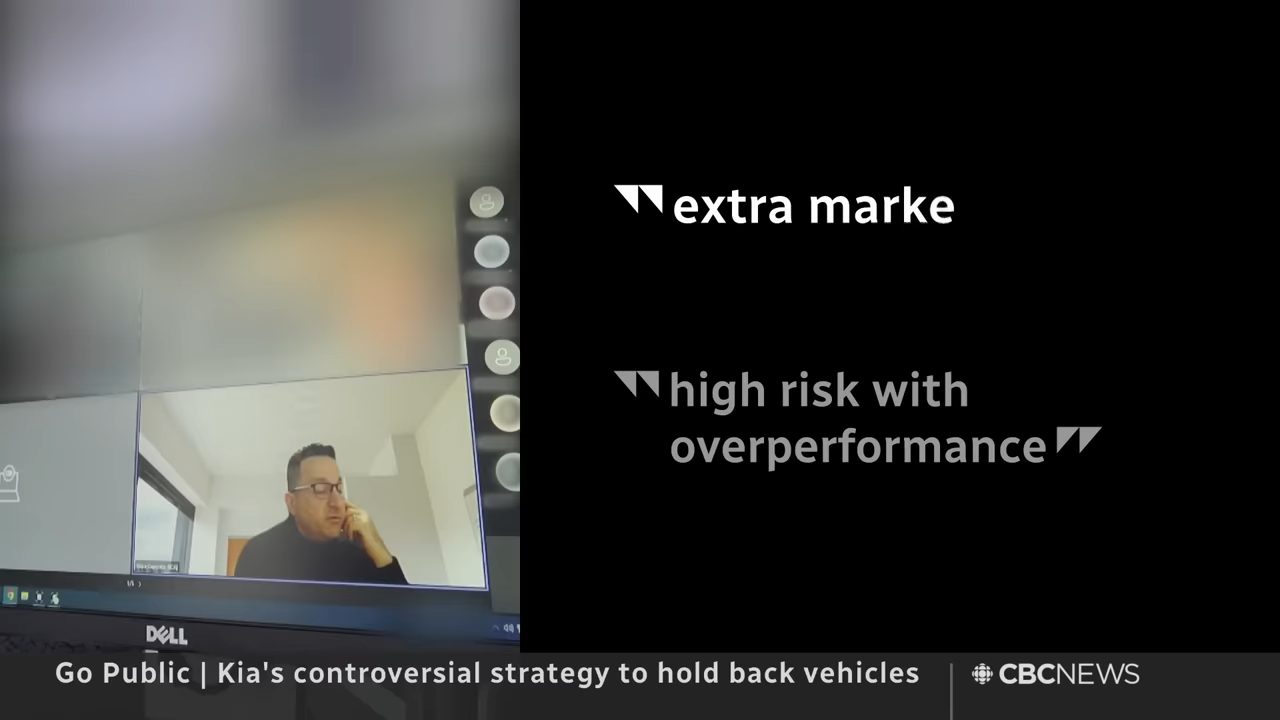 extra marke
high risk with
overperformance
DELL
Go Public | Kia's controversial strategy to hold back vehicles
CBCNEWS